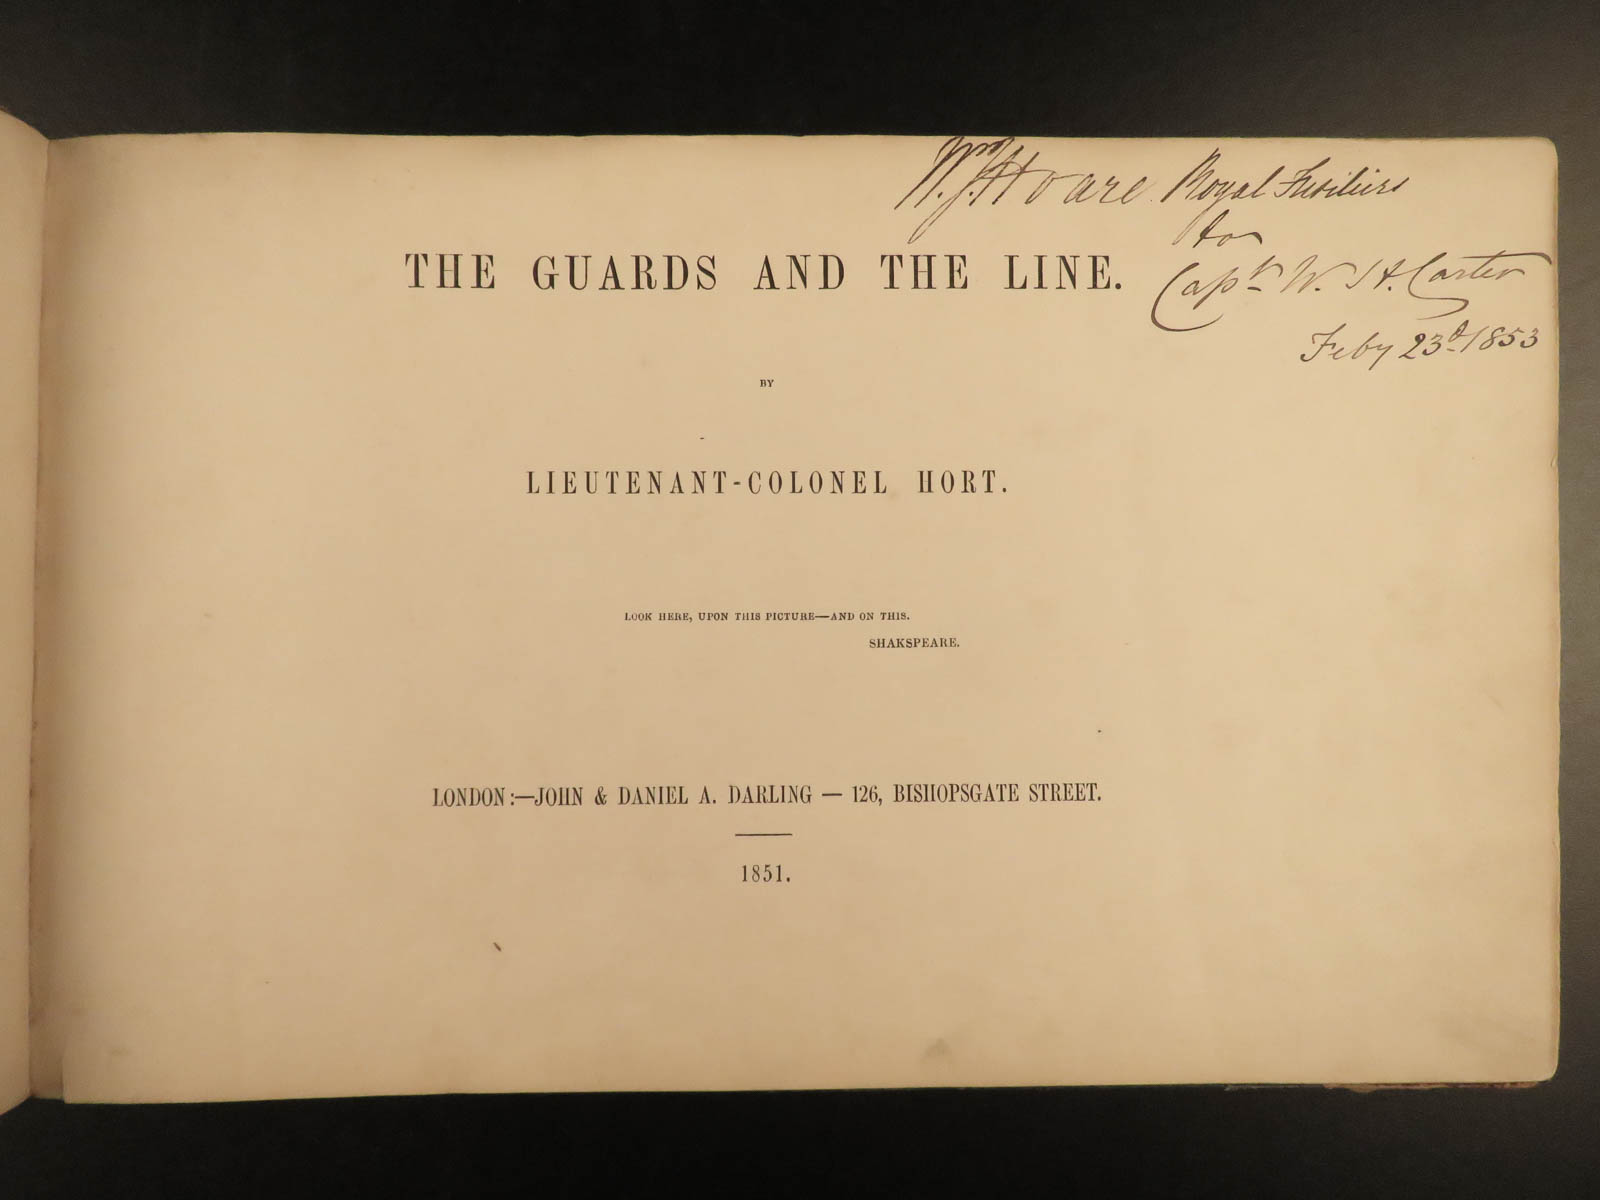 Wm. J. Hoare Royal Fusiliers
to
Capt. W. H. Carter
Feby 23d. 1853
THE GUARDS AND THE LINE.
BY
LIEUTENANT-COLONEL HORT.
LOOK HERE, UPON THIS PICTURE—AND ON THIS.
SHAKSPEARE.
LONDON:—JOHN & DANIEL A. DARLING — 126, BISHOPSGATE STREET.
1851.